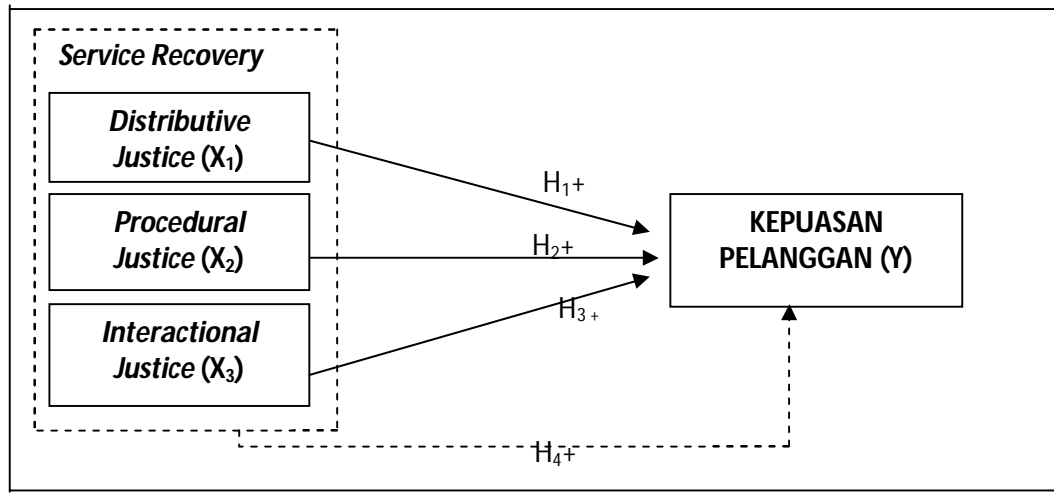 Service Recovery
Distributive
Justice (X₁)
H₁+
Procedural
Justice (X₂)
H₂+
KEPUASAN
PELANGGAN (Y)
Interactional
Justice (X₃)
H₃ +
H₄+